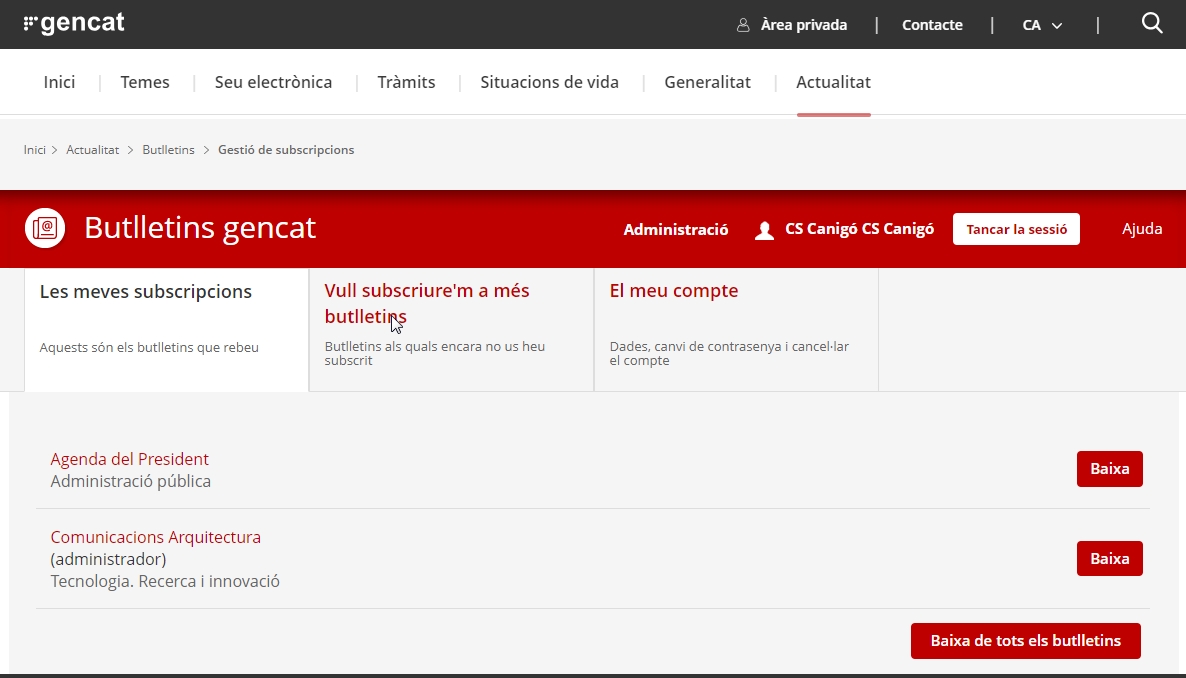 gencat
Àrea privada | Contacte | CA |
Inici | Temes | Seu electrònica | Tràmits | Situacions de vida | Generalitat | Actualitat
Inici > Actualitat > Butlletins > Gestió de subscripcions
Butlletins gencat
Administració
CS Canigó CS Canigó
Tancar la sessió
Ajuda
Les meves subscripcions
Aquests són els butlletins que rebeu
Vull subscriure'm a més
butlletins
Butlletins als quals encara no us heu
subscrit
El meu compte
Dades, canvi de contrasenya i cancel·lar
el compte
Agenda del President
Administració pública
Baixa
Comunicacions Arquitectura
(administrador)
Tecnologia. Recerca i innovació
Baixa
Baixa de tots els butlletins